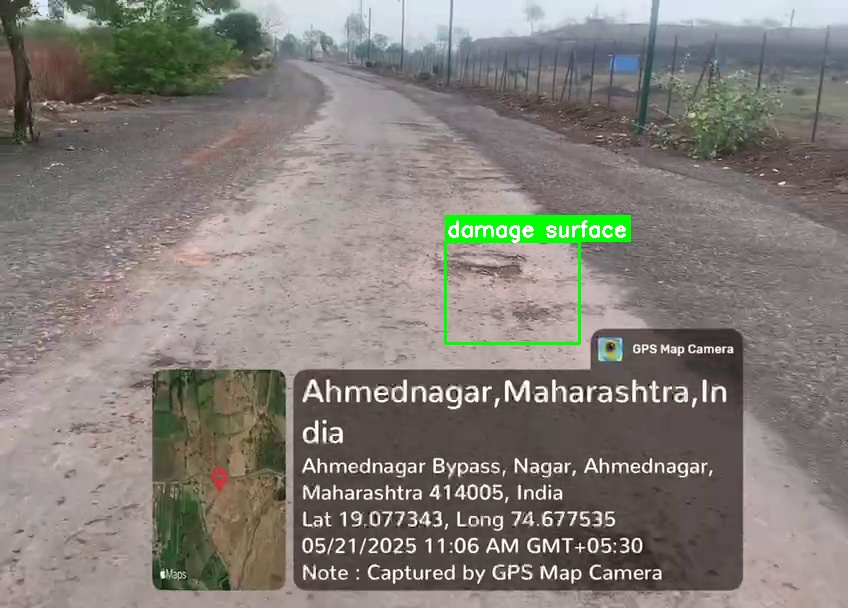 damage surface
GPS Map Camera
Ahmednagar,Maharashtra,In
dia
Ahmednagar Bypass, Nagar, Ahmednagar,
Maharashtra 414005, India
Lat 19.077343, Long 74.677535
05/21/2025 11:06 AM GMT+05:30
Note : Captured by GPS Map Camera
Maps